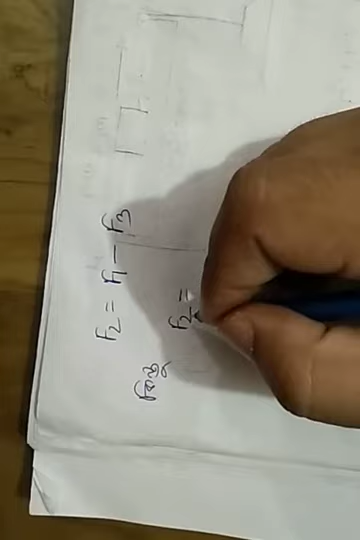 F₂ = F₁ − F₃
किंतु
F₂ =